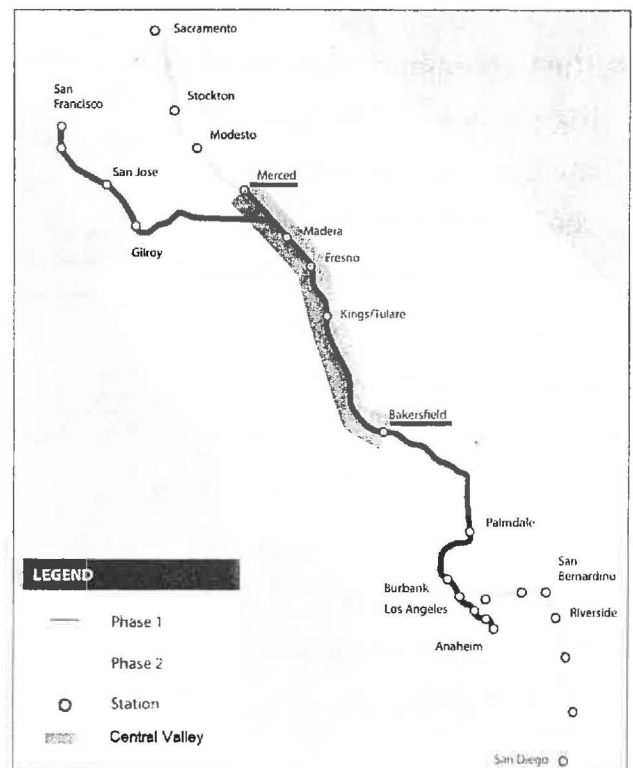 Sacramento
San
Francisco
Stockton
Modesto
San Jose
Merced
Gilroy
Madera
Fresno
Kings/Tulare
Bakersfield
Palmdale
San
Bernardino
Burbank
Los Angeles
Riverside
Anaheim
San Diego
LEGEND
Phase 1
Phase 2
Station
Central Valley